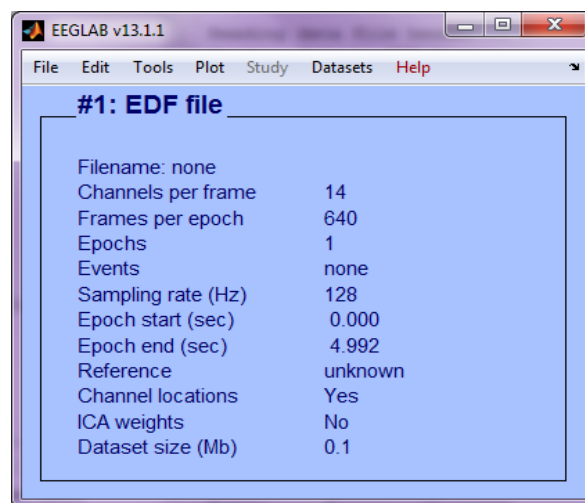 EEGLAB v13.1.1
File Edit Tools Plot Study Datasets Help
#1: EDF file
Filename: none
Channels per frame 14
Frames per epoch 640
Epochs 1
Events none
Sampling rate (Hz) 128
Epoch start (sec) 0.000
Epoch end (sec) 4.992
Reference unknown
Channel locations Yes
ICA weights No
Dataset size (Mb) 0.1